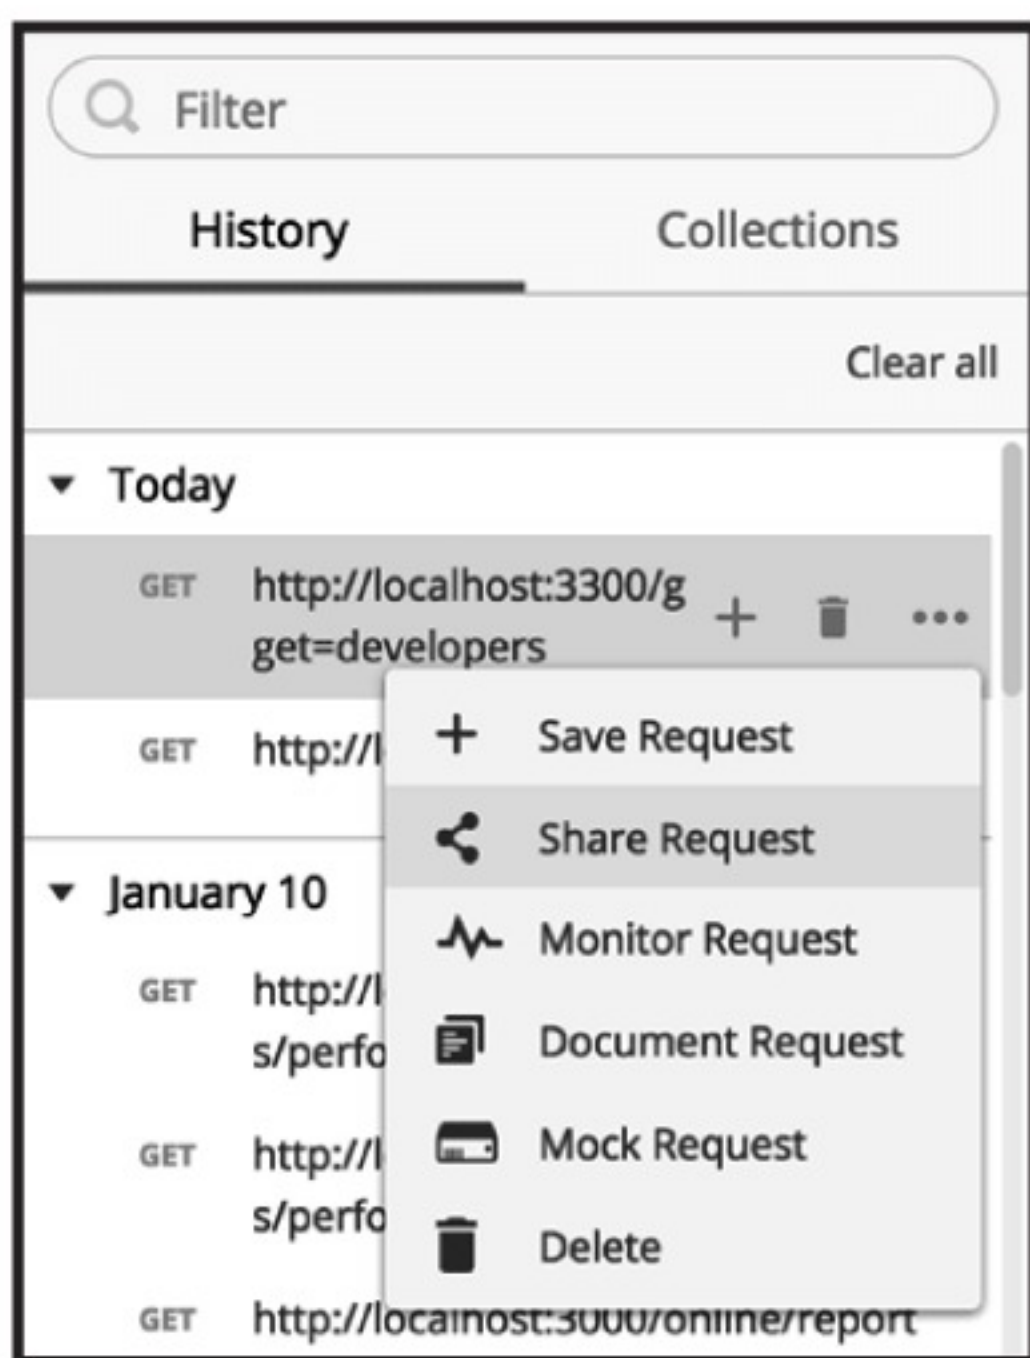 Filter
History
Collections
Clear all
Today
GET
http://localhost:3300/g
get=developers
GET
http://l
Save Request
Share Request
Monitor Request
Document Request
Mock Request
Delete
January 10
GET
http://l
s/perfo
GET
http://l
s/perfo
GET
http://localhost:3000/online/report